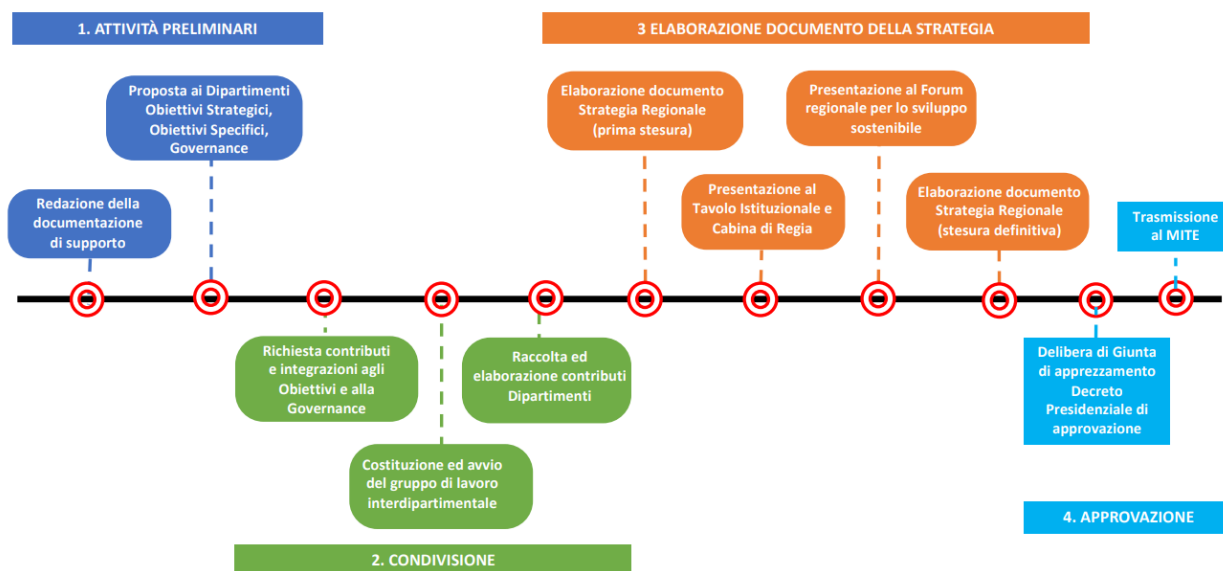 1. ATTIVITÀ PRELIMINARI
Redazione della
documentazione
di supporto
Proposta ai Dipartimenti
Obiettivi Strategici,
Obiettivi Specifici,
Governance
Richiesta contributi
e integrazioni agli
Obiettivi e alla
Governance
Costituzione ed avvio
del gruppo di lavoro
interdipartimentale
Raccolta ed
elaborazione contributi
Dipartimenti
2. CONDIVISIONE
3 ELABORAZIONE DOCUMENTO DELLA STRATEGIA
Elaborazione documento
Strategia Regionale
(prima stesura)
Presentazione al
Tavolo Istituzionale e
Cabina di Regia
Presentazione al Forum
regionale per lo sviluppo
sostenibile
Elaborazione documento
Strategia Regionale
(stesura definitiva)
Delibera di Giunta
di apprezzamento
Decreto
Presidenziale di
approvazione
Trasmissione
al MITE
4. APPROVAZIONE